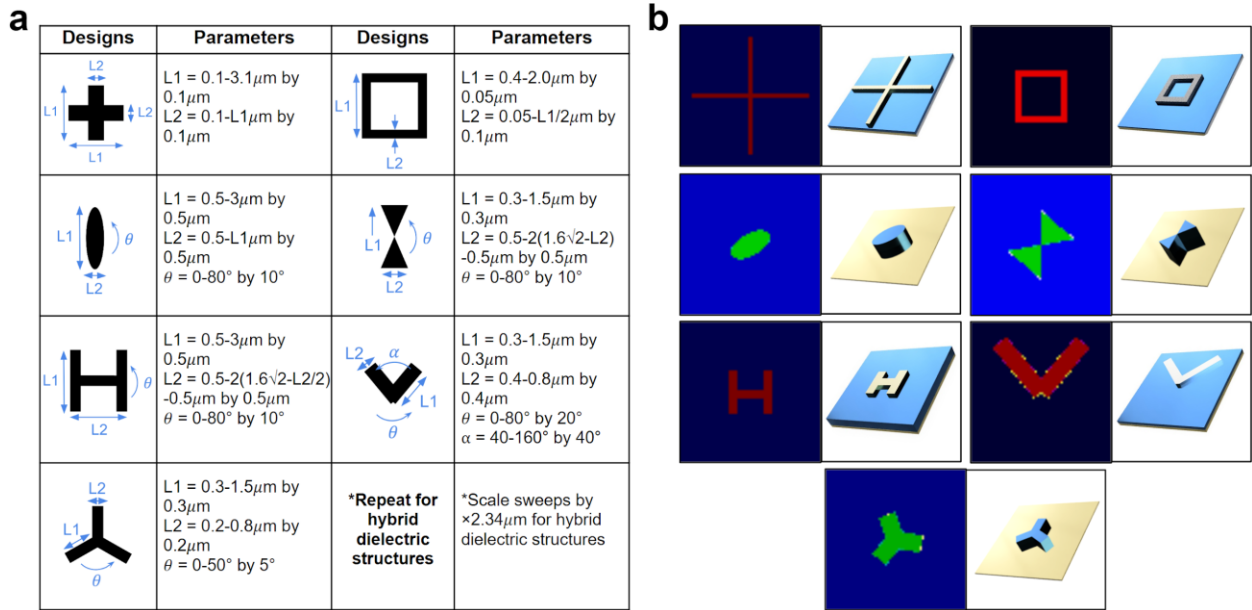 a
b
Designs
Parameters
Designs
Parameters
L2
L1
L2
L1
L1 = 0.1-3.1μm by
0.1μm
L2 = 0.1-L1μm by
0.1μm
L1
L2
L1 = 0.4-2.0μm by
0.05μm
L2 = 0.05-L1/2μm by
0.1μm
L1
θ
L2
L1 = 0.5-3μm by
0.5μm
L2 = 0.5-L1μm by
0.5μm
θ = 0-80° by 10°
L1
θ
L2
L1 = 0.3-1.5μm by
0.3μm
L2 = 0.5-2(1.6√2-L2)
-0.5μm by 0.5μm
θ = 0-80° by 10°
L1
θ
L2
L1 = 0.5-3μm by
0.5μm
L2 = 0.5-2(1.6√2-L2/2)
-0.5μm by 0.5μm
θ = 0-80° by 10°
L2
α
L1
θ
L1 = 0.3-1.5μm by
0.3μm
L2 = 0.4-0.8μm by
0.4μm
θ = 0-80° by 20°
α = 40-160° by 40°
L2
L1
θ
L1 = 0.3-1.5μm by
0.3μm
L2 = 0.2-0.8μm by
0.2μm
θ = 0-50° by 5°
*Repeat for
hybrid
dielectric
structures
*Scale sweeps by
×2.34μm for hybrid
dielectric structures